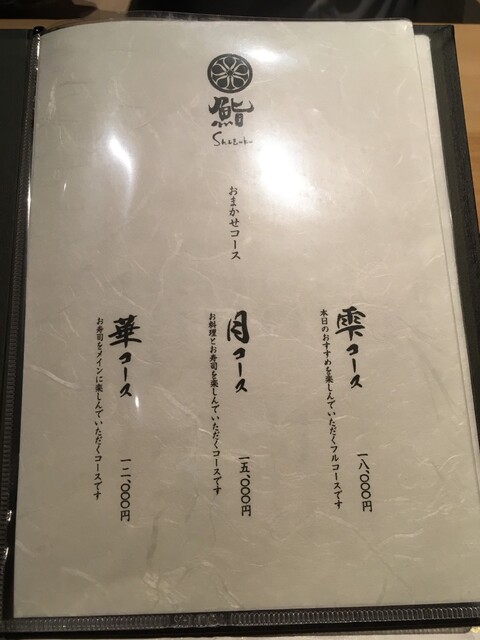 鮨
おまかせコース
雫コース
本日のおすすめを楽しんでいただくフルコースです
一八,〇〇〇円
月コース
お料理とお寿司を楽しんでいただくコースです
一五,〇〇〇円
華コース
お寿司をメインに楽しんでいただくコースです
一二,〇〇〇円